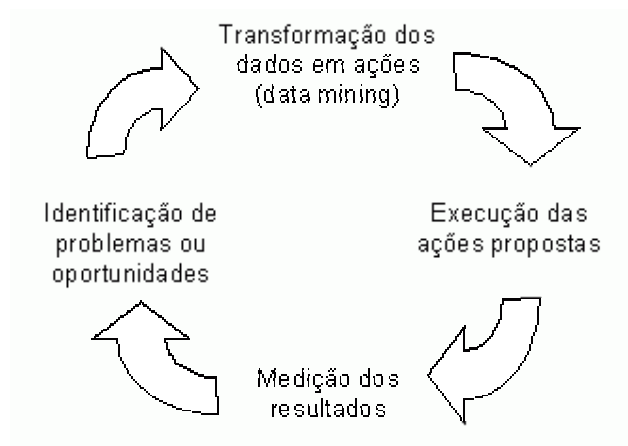 Transformação dos
dados em ações
(data mining)
Identificação de
problemas ou
oportunidades
Execução das
ações propostas
Medição dos
resultados